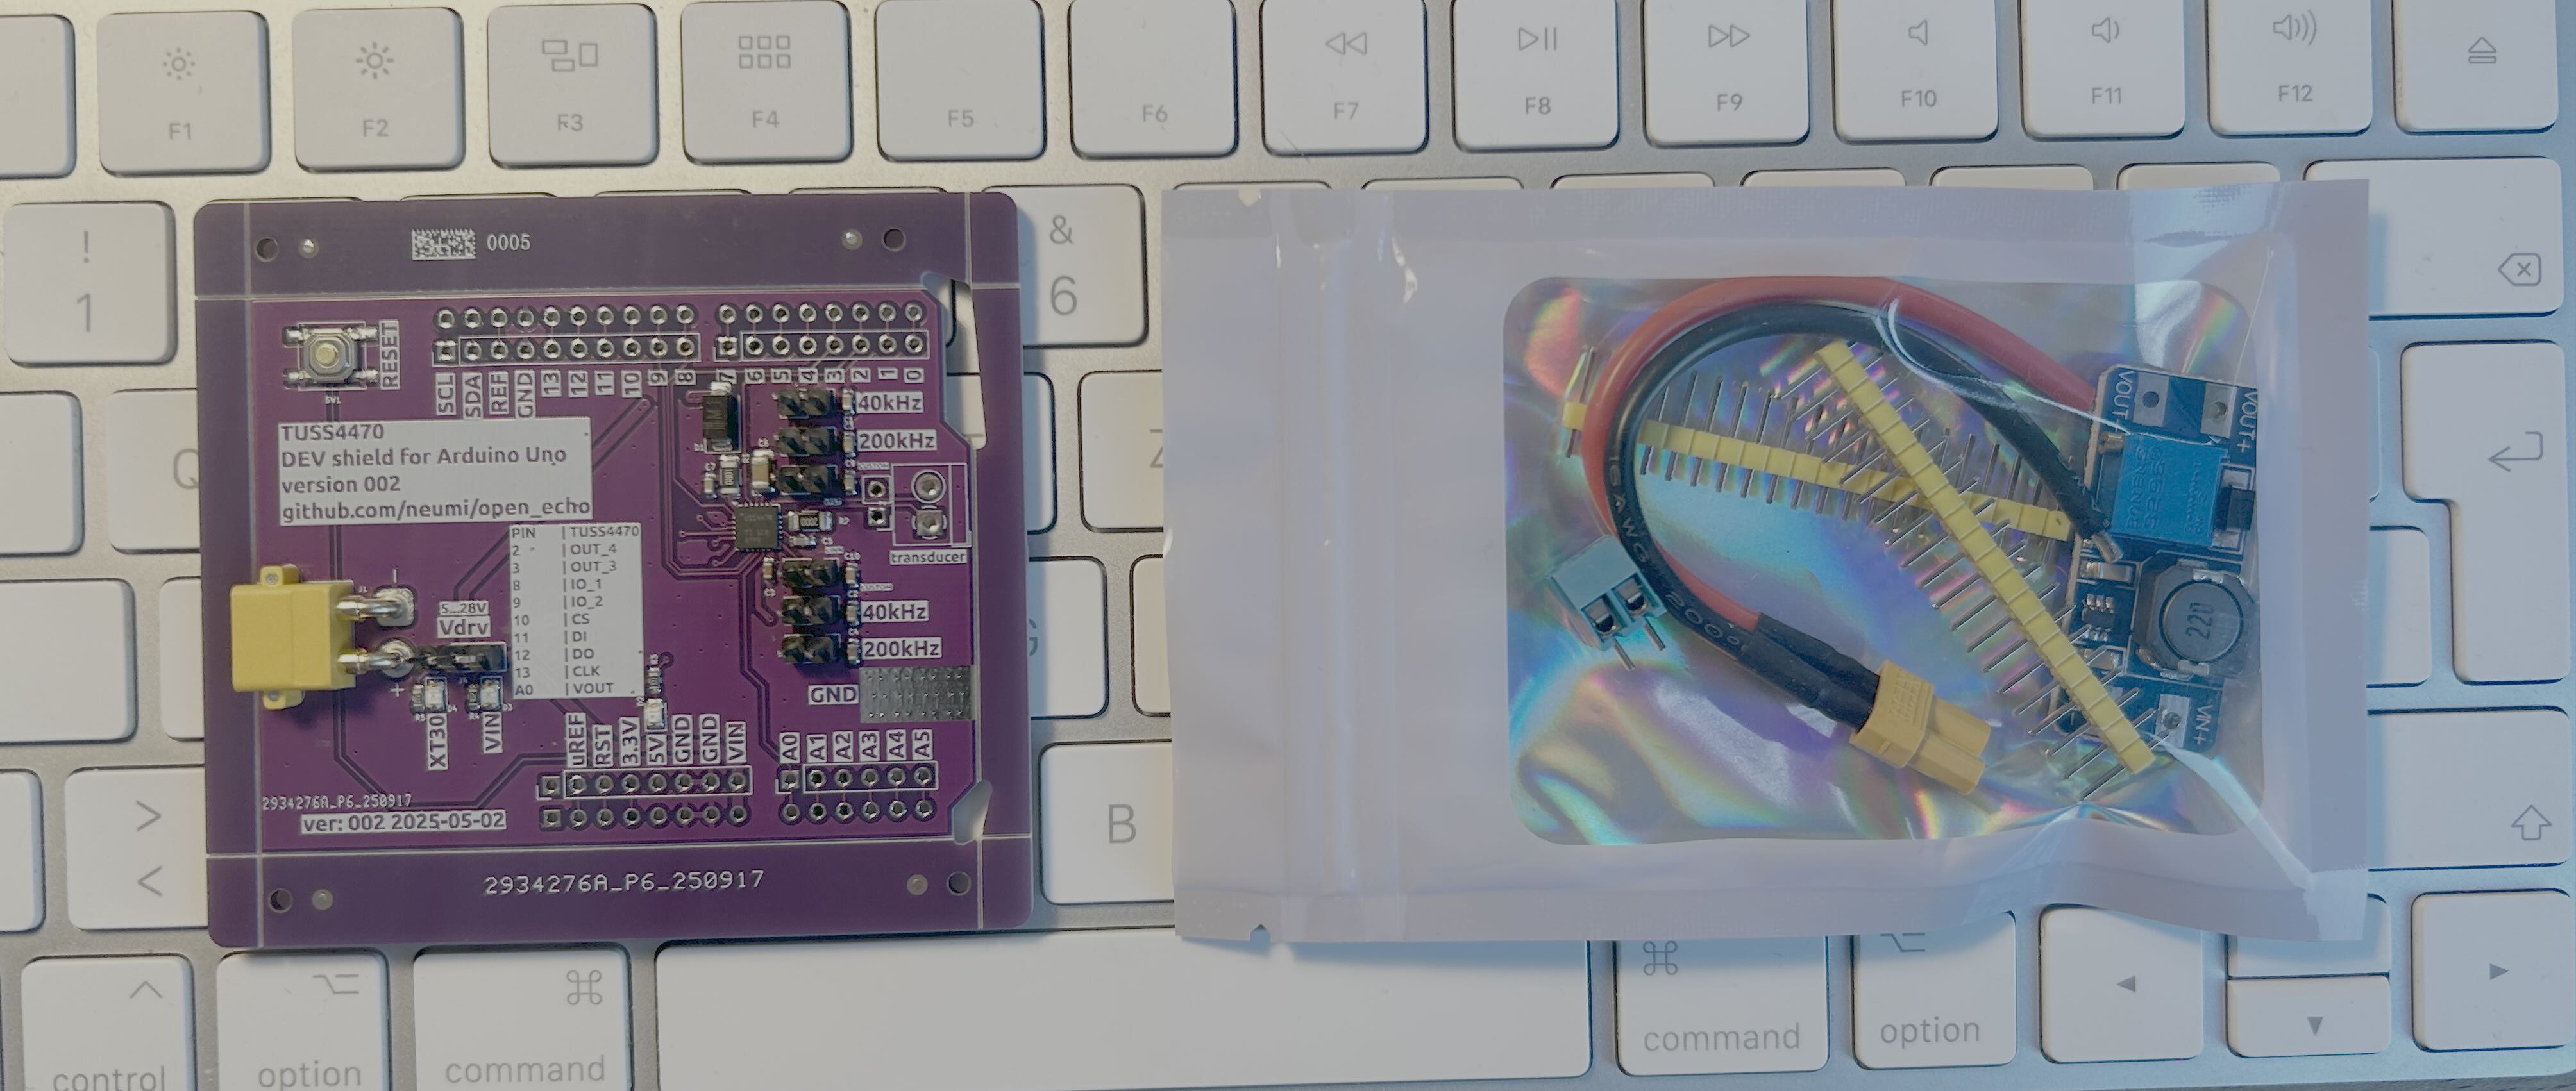 F1
F2
F3
F4
F5
F6
F7
F8
F9
F10
F11
F12
!
1
&
6
Q
Z
G
B
>
<
0005
RESET
SW1
SCL
SDA
REF
GND
13
12
11
10
9
8
7
6
5
4
3
2
1
0
40kHz
200kHz
TUSS4470
DEV shield for Arduino Uno
version 002
github.com/neumi/open_echo
PIN | TUSS4470
2 | OUT_4
3 | OUT_3
8 | IO_1
9 | IO_2
10 | CS
11 | DI
12 | DO
13 | CLK
A0 | VOUT
transducer
-
J1
+
5...28V
Vdrv
XT30
VIN
40kHz
200kHz
GND
UREF
RST
3.3V
5V
GND
GND
VIN
A0
A1
A2
A3
A4
A5
2934276A_P6_250917
ver: 002 2025-05-02
2934276A_P6_250917
VOUT-
VOUT+
16AWG
200°
220
VIN+
control
option
command
command
option